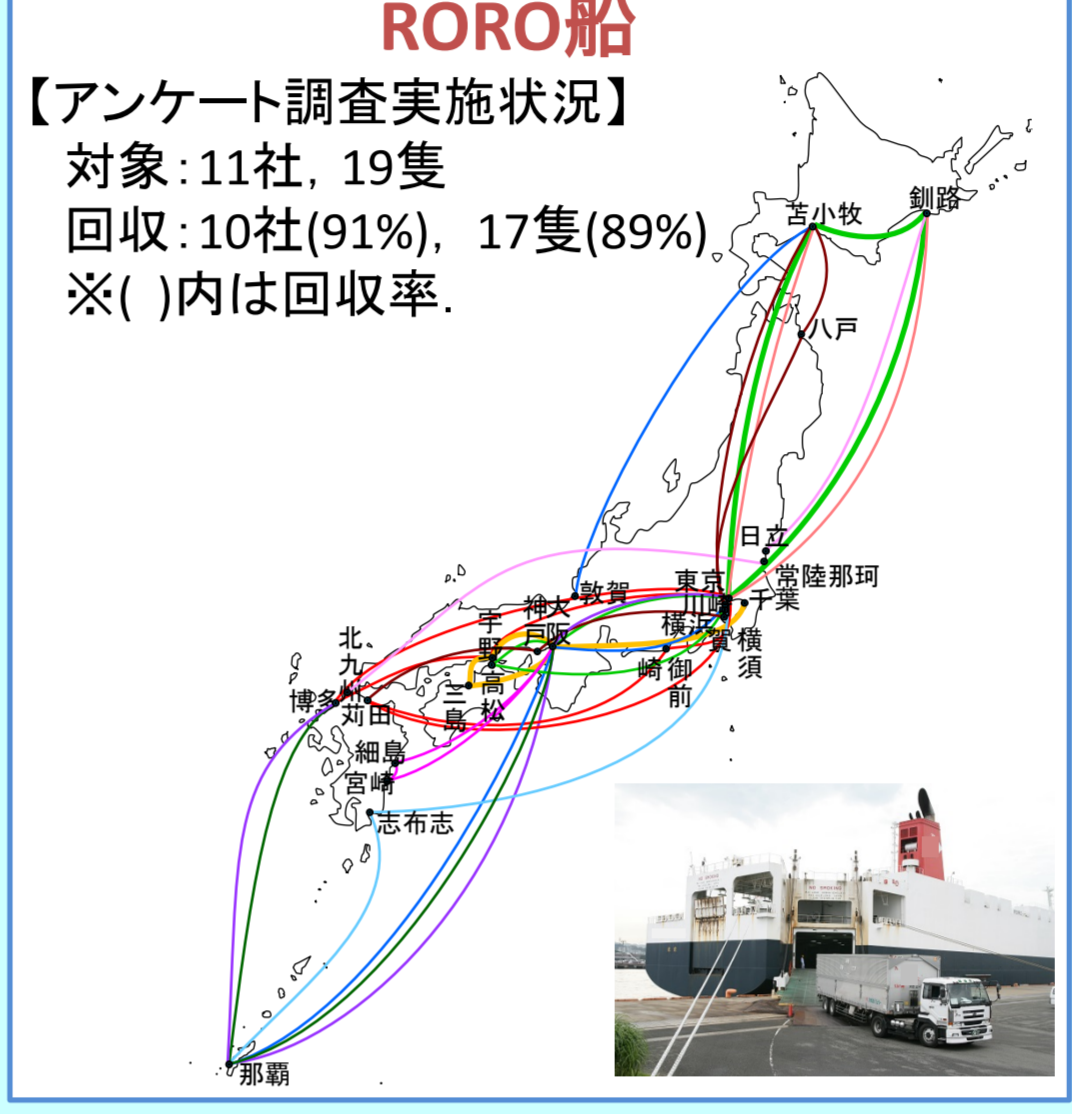 RORO船
【アンケート調査実施状況】
対象：11社，19隻
回収：10社(91%)，17隻(89%)
※( )内は回収率.
釧路
苫小牧
八戸
日立
常陸那珂
東京
川崎
千葉
横浜
横須賀
御前崎
敦賀
大阪
神戸
宇野
高松
三島
北九州
博多
苅田
細島
宮崎
志布志
那覇
NO SMOKING